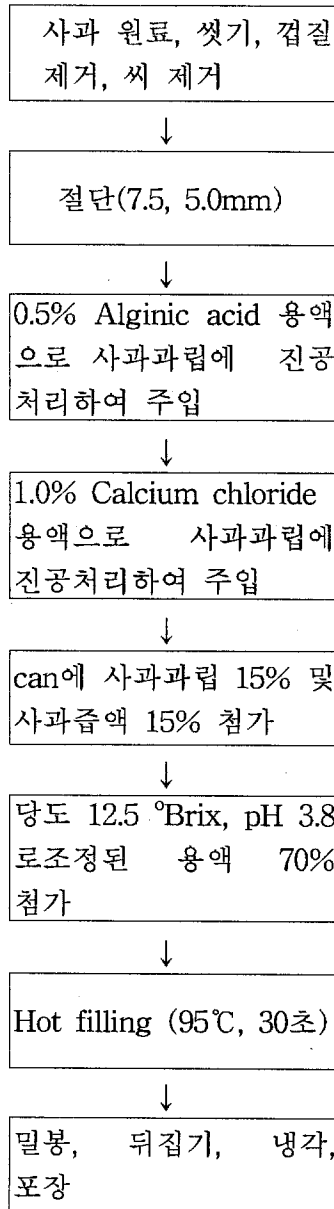 사과 원료, 씻기, 껍질
제거, 씨 제거
↓
절단(7.5, 5.0mm)
↓
0.5% Alginic acid 용액
으로 사과과립에 진공
처리하여 주입
↓
1.0% Calcium chloride
용액으로 사과과립에
진공처리하여 주입
↓
can에 사과과립 15% 및
사과즙액 15% 첨가
↓
당도 12.5 °Brix, pH 3.8
로조정된 용액 70%
첨가
↓
Hot filling (95℃, 30초)
↓
밀봉, 뒤집기, 냉각,
포장